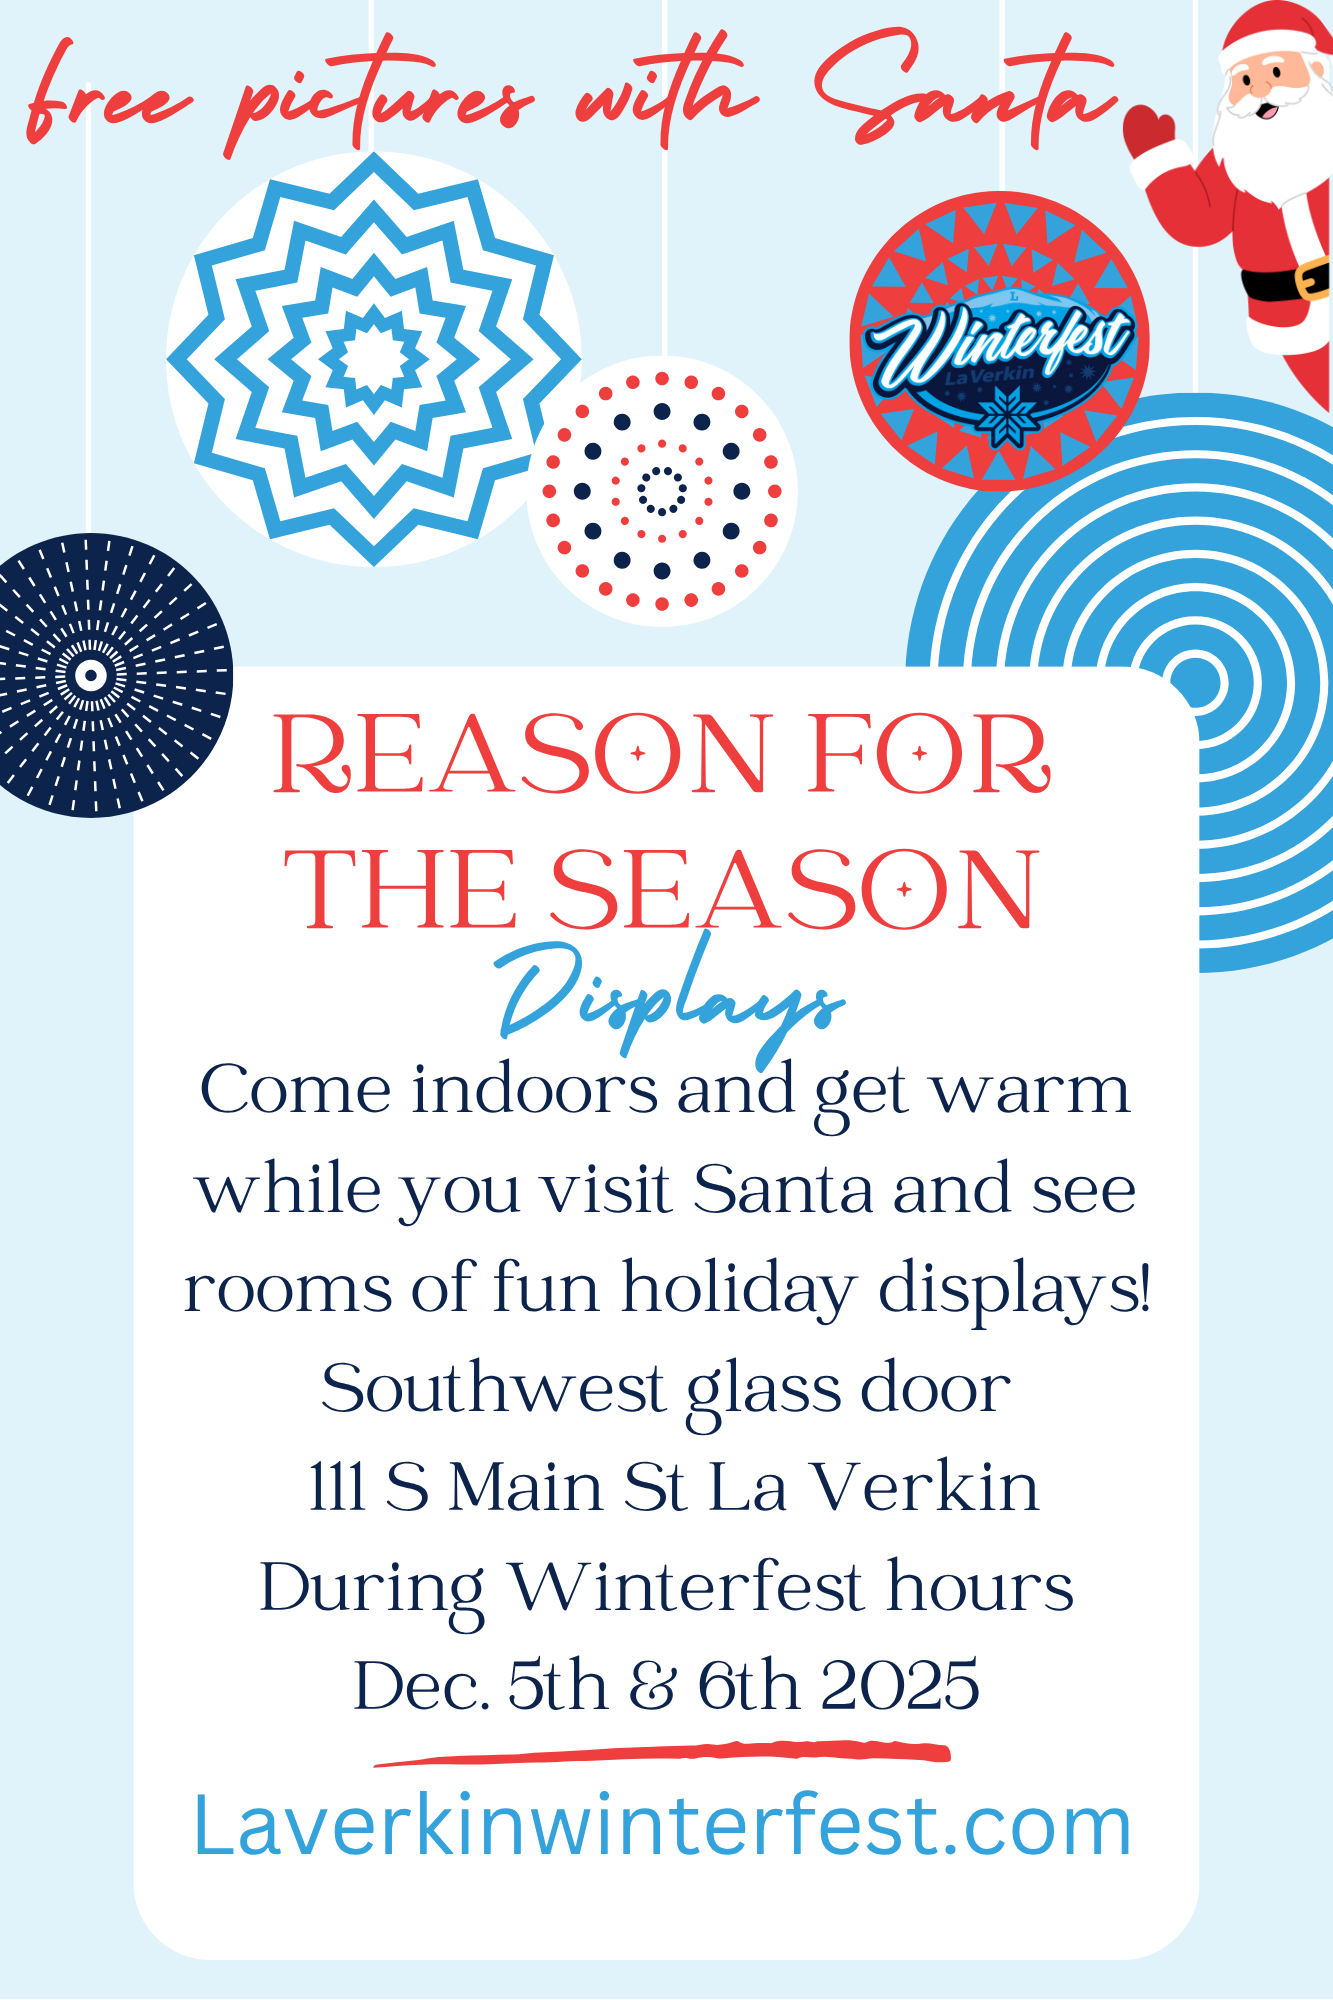 free pictures with Santa
L
Winterfest
LaVerkin
REASON FOR
THE SEASON
Displays
Come indoors and get warm
while you visit Santa and see
rooms of fun holiday displays!
Southwest glass door
111 S Main St La Verkin
During Winterfest hours
Dec. 5th & 6th 2025
Laverkinwinterfest.com